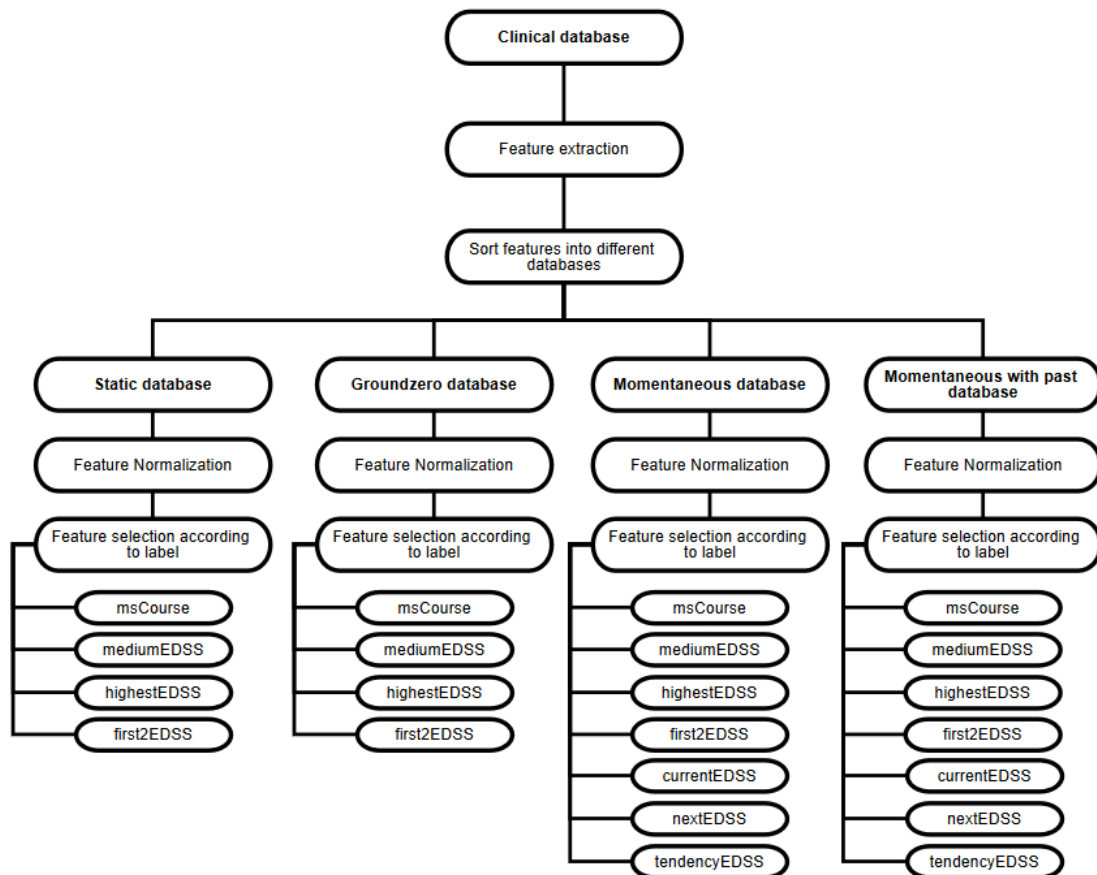 Clinical database
Feature extraction
Sort features into different
databases
Static database
Groundzero database
Momentaneous database
Momentaneous with past
database
Feature Normalization
Feature Normalization
Feature Normalization
Feature Normalization
Feature selection according
to label
Feature selection according
to label
Feature selection according
to label
Feature selection according
to label
msCourse
mediumEDSS
highestEDSS
first2EDSS
msCourse
mediumEDSS
highestEDSS
first2EDSS
msCourse
mediumEDSS
highestEDSS
first2EDSS
currentEDSS
nextEDSS
tendencyEDSS
msCourse
mediumEDSS
highestEDSS
first2EDSS
currentEDSS
nextEDSS
tendencyEDSS